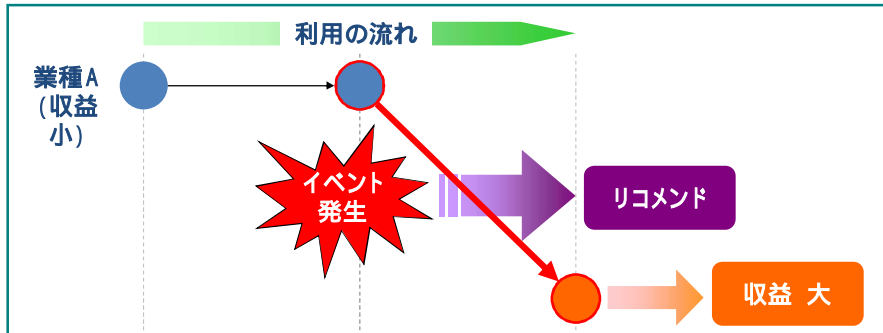 利用の流れ
業種A
(収益
小)
イベント
発生
リコメンド
収益 大